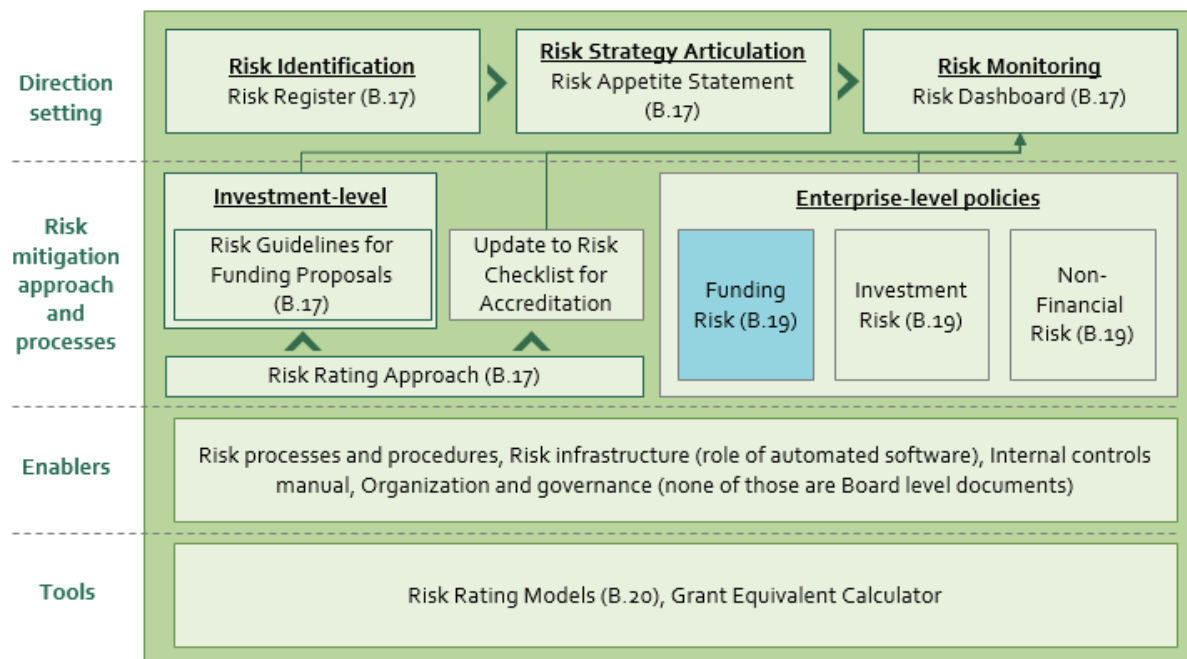 Direction
setting
Risk Identification
Risk Register (B.17)
Risk Strategy Articulation
Risk Appetite Statement
(B.17)
Risk Monitoring
Risk Dashboard (B.17)
Risk
mitigation
approach
and
processes
Investment-level
Risk Guidelines for
Funding Proposals
(B.17)
Update to Risk
Checklist for
Accreditation
Risk Rating Approach (B.17)
Enterprise-level policies
Funding
Risk (B.19)
Investment
Risk (B.19)
Non-
Financial
Risk (B.19)
Enablers
Risk processes and procedures, Risk infrastructure (role of automated software), Internal controls
manual, Organization and governance (none of those are Board level documents)
Tools
Risk Rating Models (B.20), Grant Equivalent Calculator